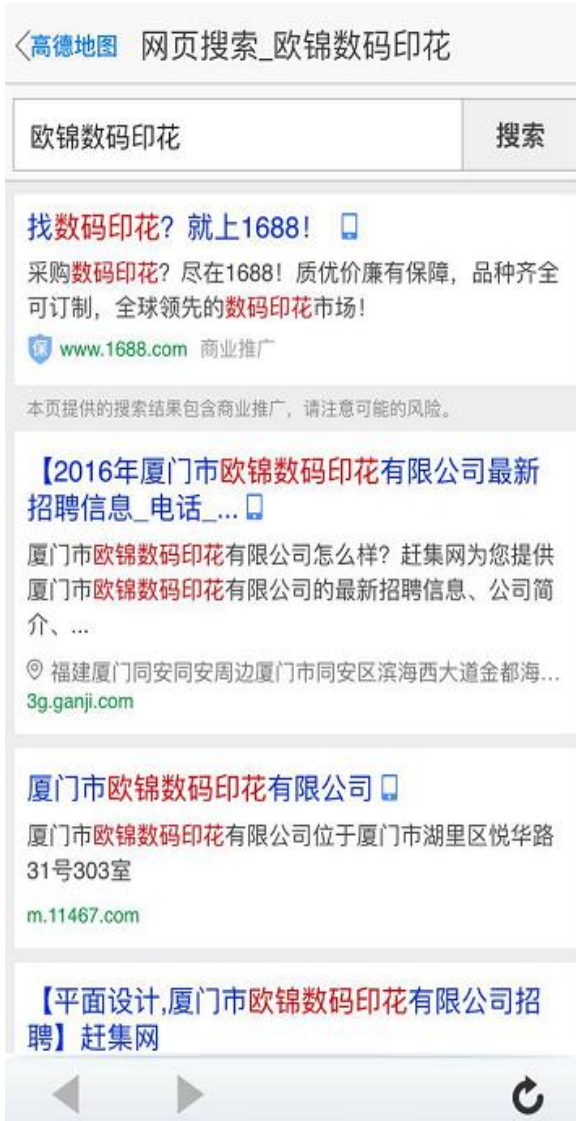 高德地图 网页搜索_欧锦数码印花
欧锦数码印花 搜索
找数码印花？就上1688！
采购数码印花？尽在1688！质优价廉有保障，品种齐全
可订制，全球领先的数码印花市场！
保 www.1688.com 商业推广
本页提供的搜索结果包含商业推广，请注意可能的风险。
【2016年厦门市欧锦数码印花有限公司最新
招聘信息_电话_...
厦门市欧锦数码印花有限公司怎么样？赶集网为您提供
厦门市欧锦数码印花有限公司的最新招聘信息、公司简
介、...
福建厦门同安同安周边厦门市同安区滨海西大道金都海...
3g.ganji.com
厦门市欧锦数码印花有限公司
厦门市欧锦数码印花有限公司位于厦门市湖里区悦华路
31号303室
m.11467.com
【平面设计,厦门市欧锦数码印花有限公司招
聘】赶集网